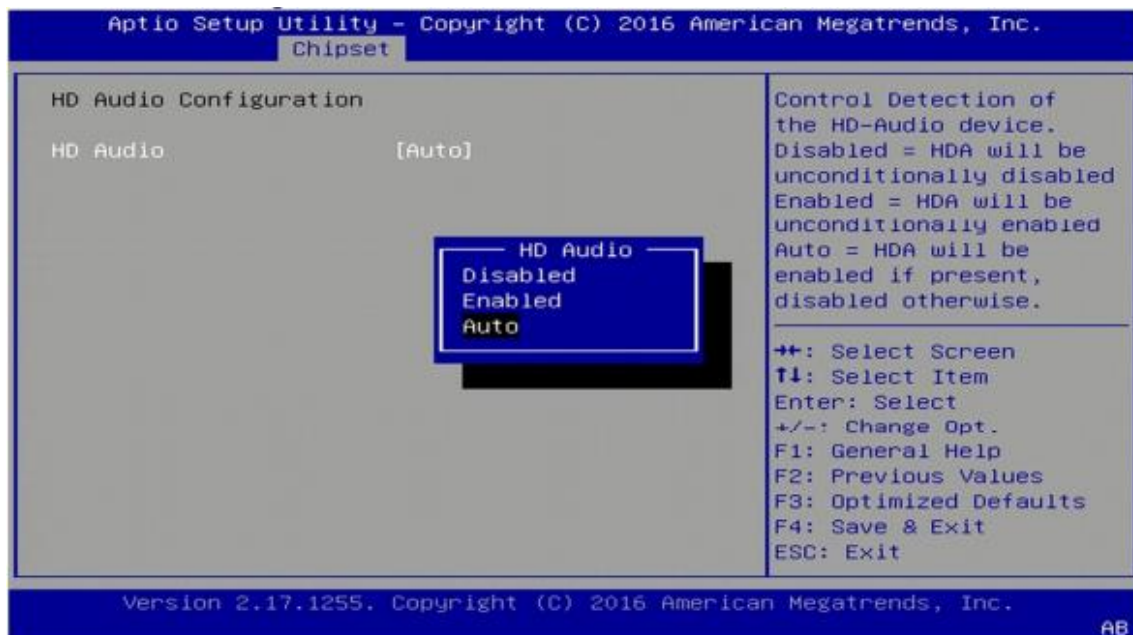 Aptio Setup Utility – Copyright (C) 2016 American Megatrends, Inc.
Chipset
HD Audio Configuration
HD Audio [Auto]
HD Audio
Disabled
Enabled
Auto
Control Detection of
the HD-Audio device.
Disabled = HDA will be
unconditionally disabled
Enabled = HDA will be
unconditionally enabled
Auto = HDA will be
enabled if present,
disabled otherwise.
→←: Select Screen
↑↓: Select Item
Enter: Select
+/-: Change Opt.
F1: General Help
F2: Previous Values
F3: Optimized Defaults
F4: Save & Exit
ESC: Exit
Version 2.17.1255. Copyright (C) 2016 American Megatrends, Inc.
AB